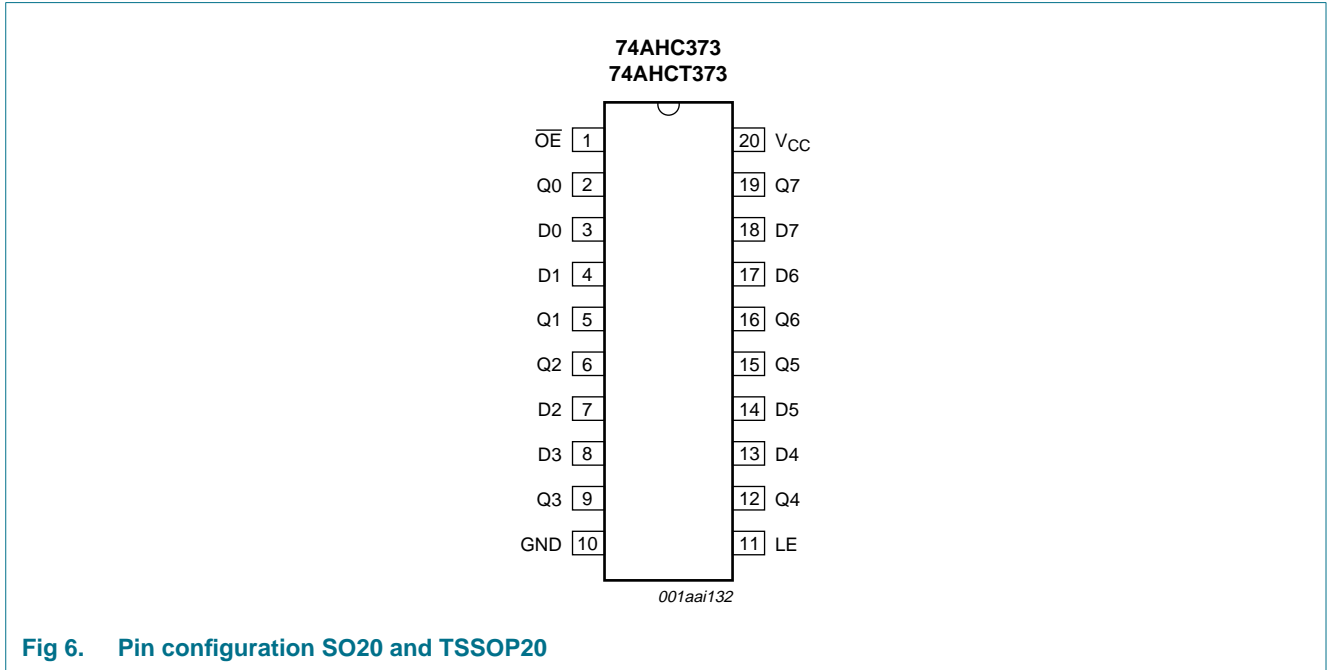 74AHC373
74AHCT373
O̅E̅ 1 20 VCC
Q0 2 19 Q7
D0 3 18 D7
D1 4 17 D6
Q1 5 16 Q6
Q2 6 15 Q5
D2 7 14 D5
D3 8 13 D4
Q3 9 12 Q4
GND 10 11 LE
001aai132
Fig 6. Pin configuration SO20 and TSSOP20